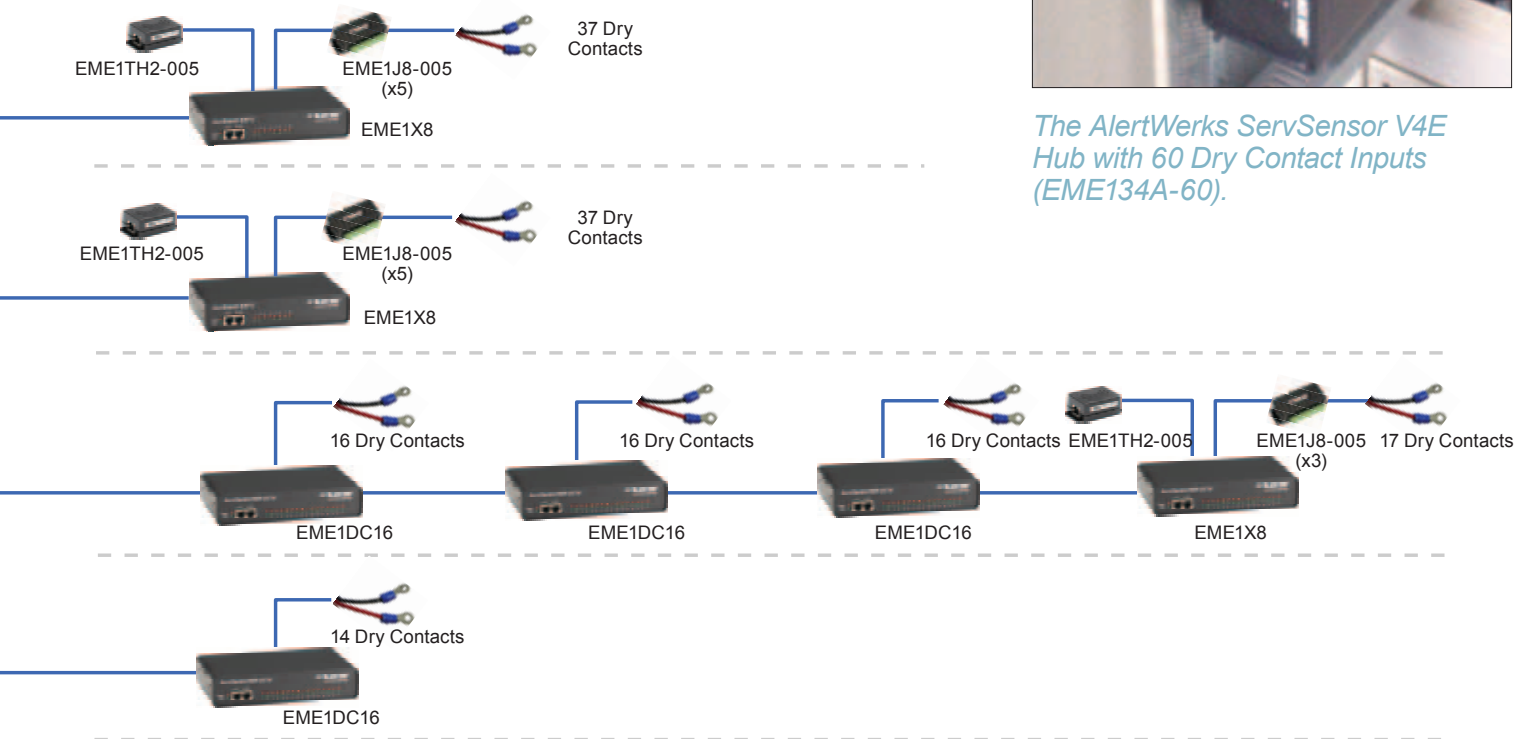 37 Dry
Contacts
EME1TH2-005
EME1J8-005
(x5)
EME1X8
The AlertWerks ServSensor V4E
Hub with 60 Dry Contact Inputs
(EME134A-60).
37 Dry
Contacts
EME1TH2-005
EME1J8-005
(x5)
EME1X8
16 Dry Contacts
16 Dry Contacts
16 Dry Contacts
EME1TH2-005
EME1J8-005
(x3)
17 Dry Contacts
EME1DC16
EME1DC16
EME1DC16
EME1X8
14 Dry Contacts
EME1DC16